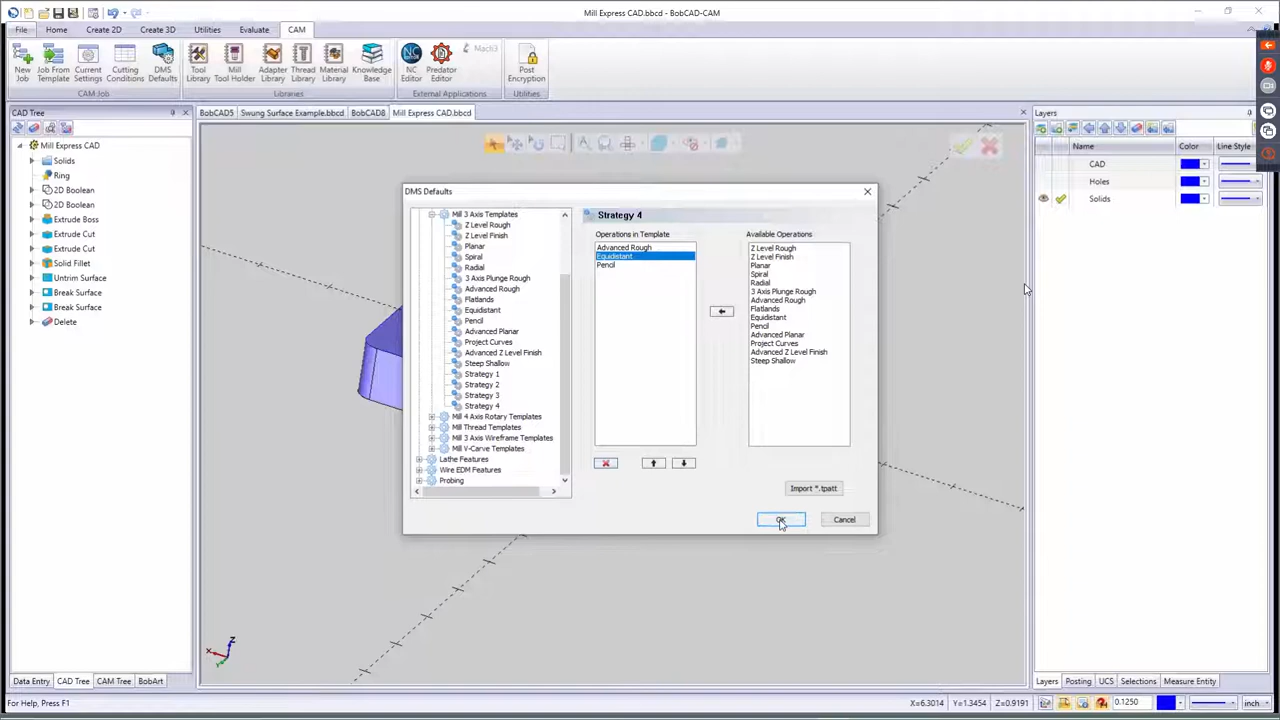 Mill Express CAD.bbcd - BobCAD-CAM
File Home Create 2D Create 3D Utilities Evaluate CAM
New Job
Job From Template
Current Settings
Cutting Conditions
DMS Defaults
Tool Library
Mill Tool Holder
Adapter Library
Thread Library
Material Library
Knowledge Base
NC Editor
Predator Editor
Mach3
Post Encryption
CAM Job Libraries External Applications Utilities
CAD Tree
BobCAD5 Swung Surface Example.bbcd BobCAD8 Mill Express CAD.bbcd
Layers
Mill Express CAD
Solids
Ring
2D Boolean
2D Boolean
Extrude Boss
Extrude Cut
Extrude Cut
Solid Fillet
Untrim Surface
Break Surface
Break Surface
Delete
DMS Defaults
Mill 3 Axis Templates
Z Level Rough
Z Level Finish
Planar
Spiral
Radial
3 Axis Plunge Rough
Advanced Rough
Flatlands
Equidistant
Pencil
Advanced Planar
Project Curves
Advanced Z Level Finish
Steep Shallow
Strategy 1
Strategy 2
Strategy 3
Strategy 4
Mill 4 Axis Rotary Templates
Mill Thread Templates
Mill 3 Axis Wireframe Templates
Mill V-Carve Templates
Lathe Features
Wire EDM Features
Probing
Strategy 4
Operations in Template
Advanced Rough
Equidistant
Pencil
Available Operations
Z Level Rough
Z Level Finish
Planar
Spiral
Radial
3 Axis Plunge Rough
Advanced Rough
Flatlands
Equidistant
Pencil
Advanced Planar
Project Curves
Advanced Z Level Finish
Steep Shallow
Import *.tpatt
OK Cancel
Name Color Line Style
CAD
Holes
Solids
Z
X
Y
Data Entry CAD Tree CAM Tree BobArt
Layers Posting UCS Selections Measure Entity
For Help, Press F1
X=6.3014 Y=1.3454 Z=0.9191 0.1250 inch